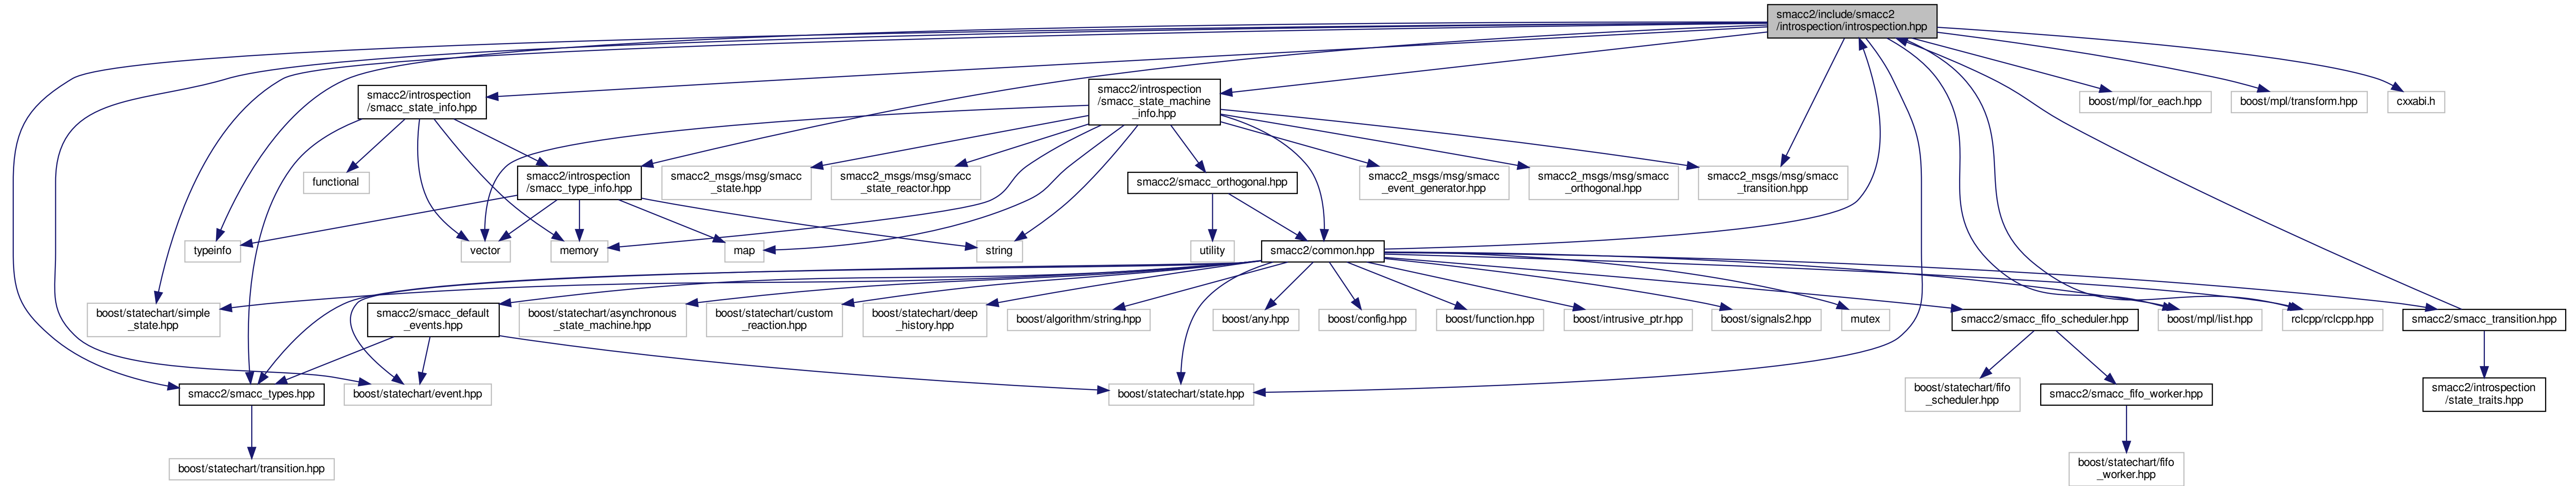 smacc2/include/smacc2
/introspection/introspection.hpp
smacc2/introspection
/smacc_state_info.hpp
smacc2/introspection
/smacc_state_machine
_info.hpp
boost/mpl/for_each.hpp
boost/mpl/transform.hpp
cxxabi.h
functional
smacc2/introspection
/smacc_type_info.hpp
smacc2_msgs/msg/smacc
_state.hpp
smacc2_msgs/msg/smacc
_state_reactor.hpp
smacc2/smacc_orthogonal.hpp
smacc2_msgs/msg/smacc
_event_generator.hpp
smacc2_msgs/msg/smacc
_orthogonal.hpp
smacc2_msgs/msg/smacc
_transition.hpp
typeinfo
vector
memory
map
string
utility
smacc2/common.hpp
boost/statechart/simple
_state.hpp
smacc2/smacc_default
_events.hpp
boost/statechart/asynchronous
_state_machine.hpp
boost/statechart/custom
_reaction.hpp
boost/statechart/deep
_history.hpp
boost/algorithm/string.hpp
boost/any.hpp
boost/config.hpp
boost/function.hpp
boost/intrusive_ptr.hpp
boost/signals2.hpp
mutex
smacc2/smacc_fifo_scheduler.hpp
boost/mpl/list.hpp
rclcpp/rclcpp.hpp
smacc2/smacc_transition.hpp
smacc2/smacc_types.hpp
boost/statechart/event.hpp
boost/statechart/state.hpp
boost/statechart/fifo
_scheduler.hpp
smacc2/smacc_fifo_worker.hpp
smacc2/introspection
/state_traits.hpp
boost/statechart/transition.hpp
boost/statechart/fifo
_worker.hpp